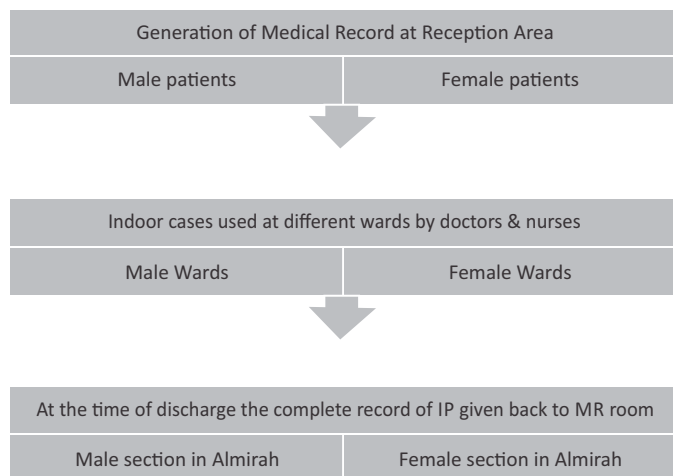 Generation of Medical Record at Reception Area
Male patients
Female patients
Indoor cases used at different wards by doctors & nurses
Male Wards
Female Wards
At the time of discharge the complete record of IP given back to MR room
Male section in Almirah
Female section in Almirah